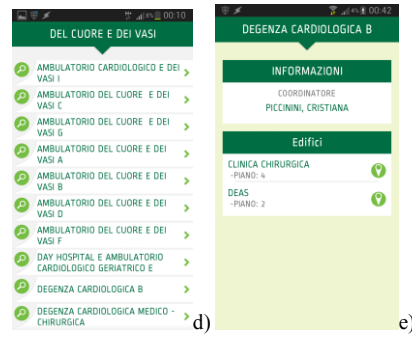 00:10
DEL CUORE E DEI VASI
AMBULATORIO CARDIOLOGICO E DEI
VASI I
AMBULATORIO DEL CUORE E DEI
VASI C
AMBULATORIO DEL CUORE E DEI
VASI G
AMBULATORIO DEL CUORE E DEI
VASI A
AMBULATORIO DEL CUORE E DEI
VASI B
AMBULATORIO DEL CUORE E DEI
VASI D
AMBULATORIO DEL CUORE E DEI
VASI F
DAY HOSPITAL E AMBULATORIO
CARDIOLOGICO GERIATRICO E
DEGENZA CARDIOLOGICA B
DEGENZA CARDIOLOGICA MEDICO -
CHIRURGICA
d)
00:42
DEGENZA CARDIOLOGICA B
INFORMAZIONI
COORDINATORE
PICCININI, CRISTIANA
Edifici
CLINICA CHIRURGICA
-PIANO: 4
DEAS
-PIANO: 2
e)